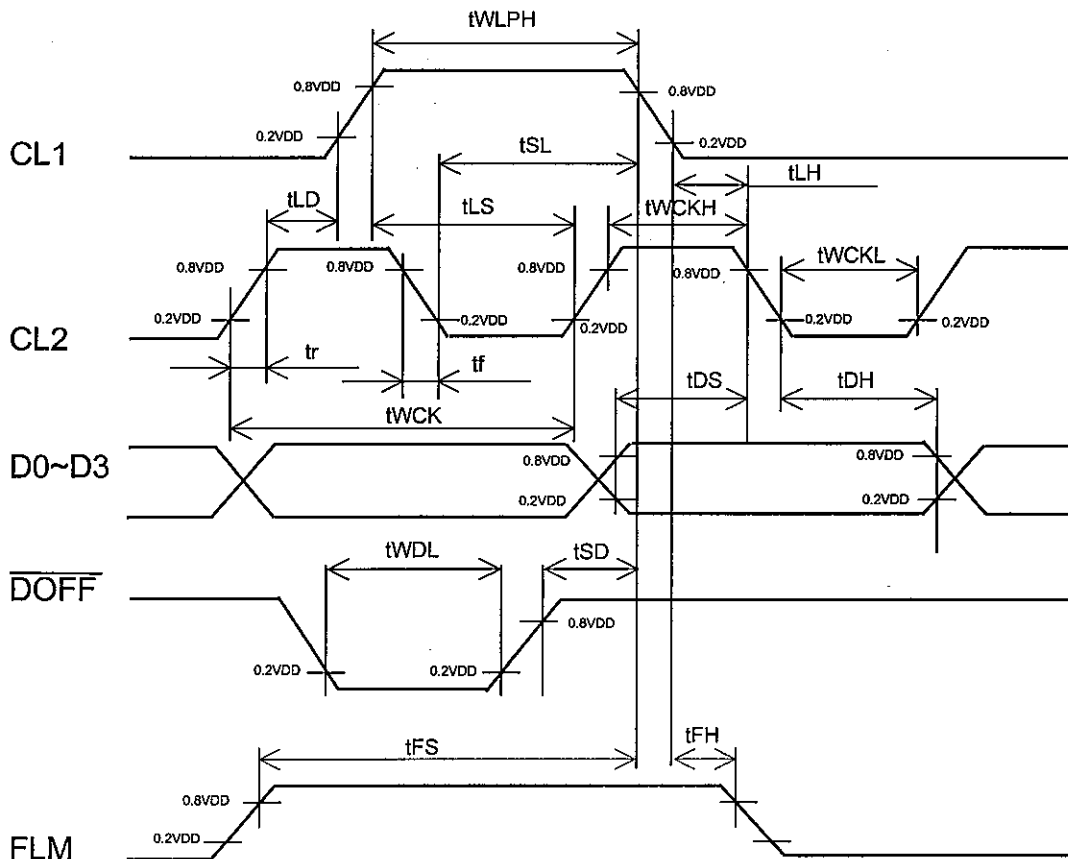 tWLPH
0.8VDD
0.8VDD
0.2VDD
0.2VDD
CL1
tSL
tLH
tLD
tLS
tWCKH
0.8VDD
0.8VDD
0.8VDD
0.8VDD
tWCKL
0.2VDD
0.2VDD
0.2VDD
0.2VDD
0.2VDD
CL2
tr
tf
tDS
tDH
tWCK
D0~D3
0.8VDD
0.8VDD
0.2VDD
0.2VDD
tWDL
tSD
DOFF
0.8VDD
0.2VDD
0.2VDD
tFS
tFH
0.8VDD
0.2VDD
FLM